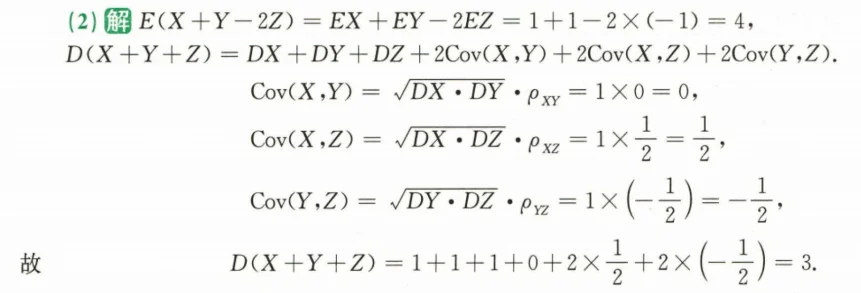 (2) 解 E(X+Y−2Z) = EX+EY−2EZ = 1+1−2×(−1) = 4,
D(X+Y+Z) = DX+DY+DZ+2Cov(X,Y)+2Cov(X,Z)+2Cov(Y,Z).
Cov(X,Y) = √(DX·DY)·ρ_XY = 1×0 = 0,
Cov(X,Z) = √(DX·DZ)·ρ_XZ = 1×1/2 = 1/2,
Cov(Y,Z) = √(DY·DZ)·ρ_YZ = 1×(−1/2) = −1/2,
故 D(X+Y+Z) = 1+1+1+0+2×1/2+2×(−1/2) = 3.